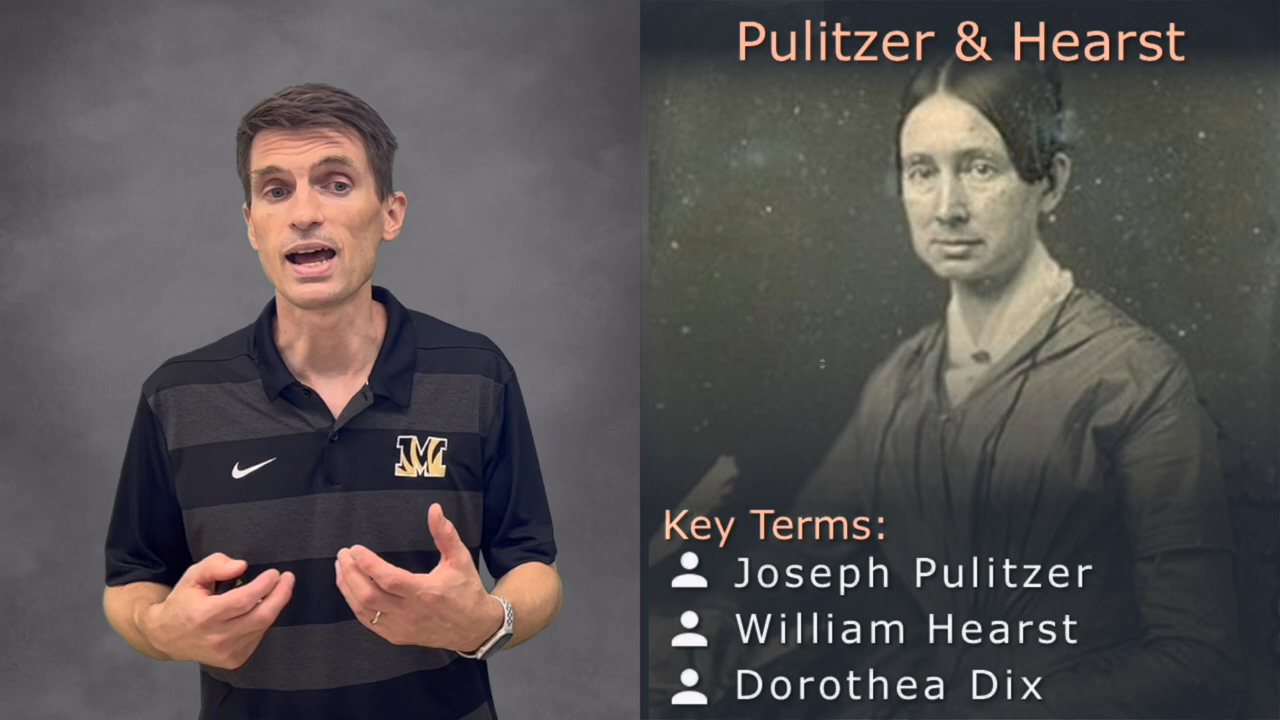 Pulitzer & Hearst
M
Key Terms:
Joseph Pulitzer
William Hearst
Dorothea Dix